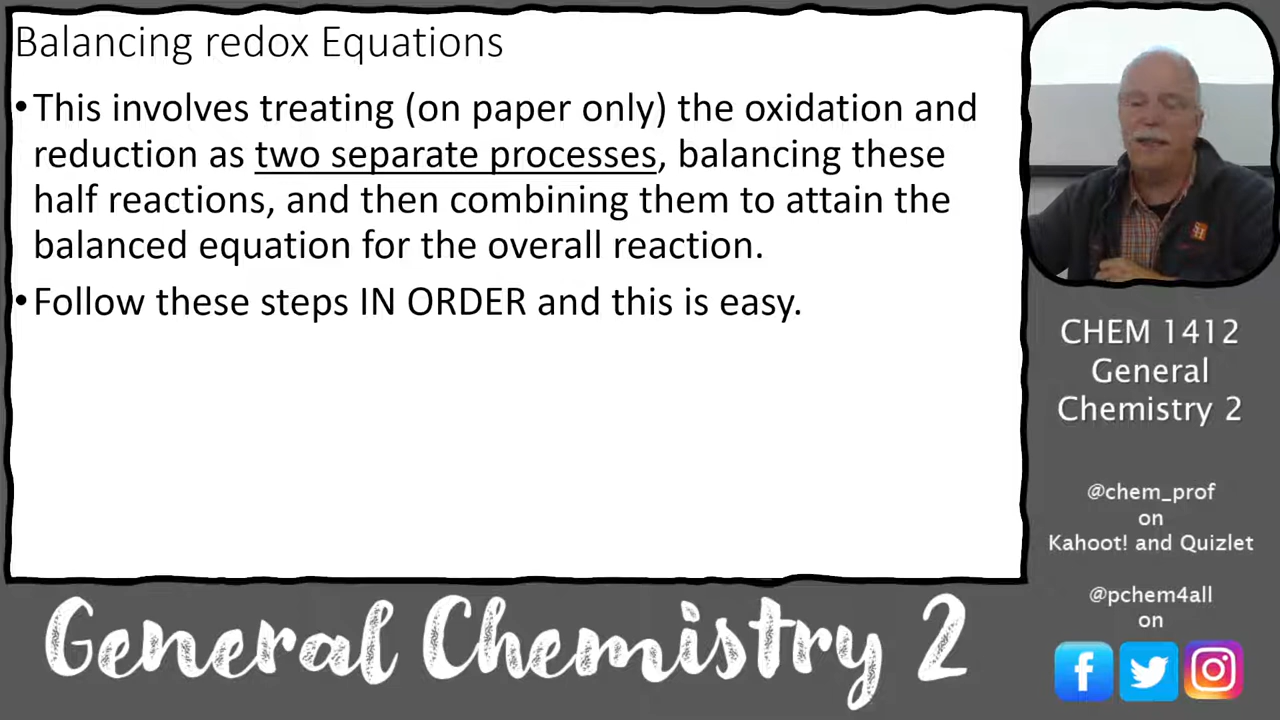 Balancing redox Equations
•This involves treating (on paper only) the oxidation and
reduction as two separate processes, balancing these
half reactions, and then combining them to attain the
balanced equation for the overall reaction.
•Follow these steps IN ORDER and this is easy.
CHEM 1412
General
Chemistry 2
@chem_prof
on
Kahoot! and Quizlet
@pchem4all
on
General Chemistry 2